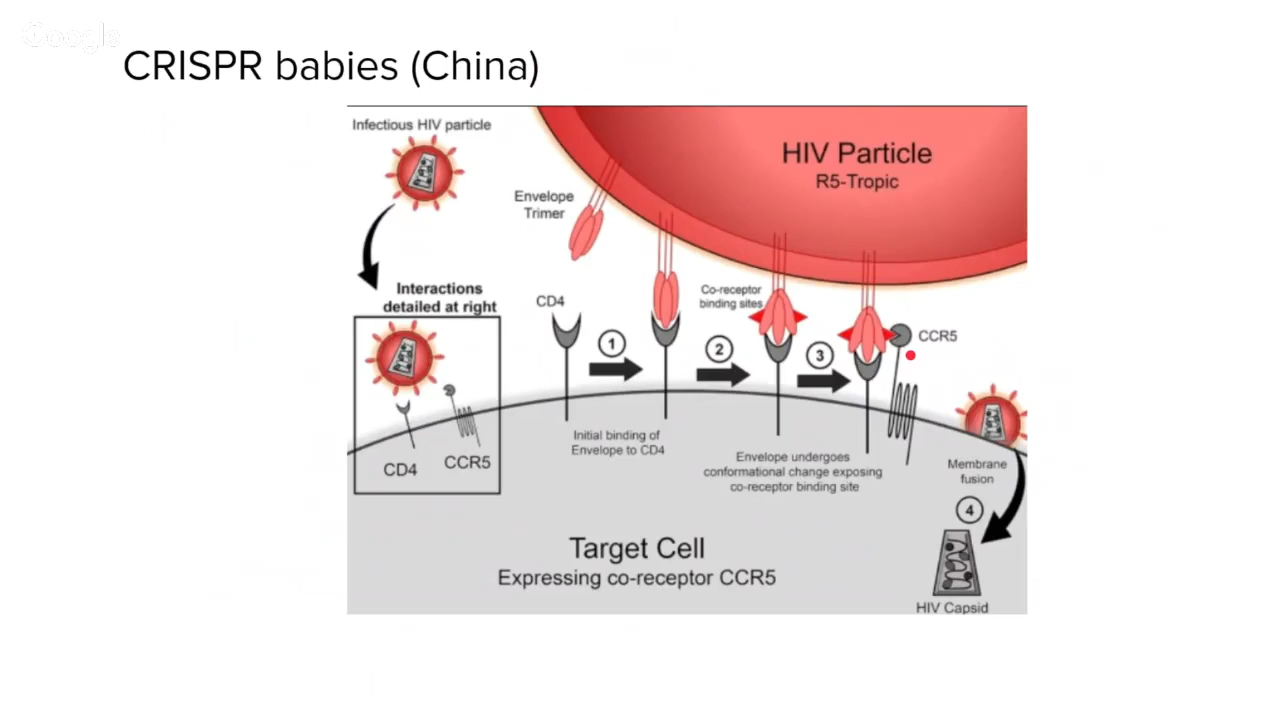 Google
CRISPR babies (China)
Infectious HIV particle
HIV Particle
R5-Tropic
Envelope
Trimer
Interactions
detailed at right
CD4
Co-receptor
binding sites
CCR5
1
2
3
CD4
CCR5
Initial binding of
Envelope to CD4
Envelope undergoes
conformational change exposing
co-receptor binding site
Membrane
fusion
4
Target Cell
Expressing co-receptor CCR5
HIV Capsid